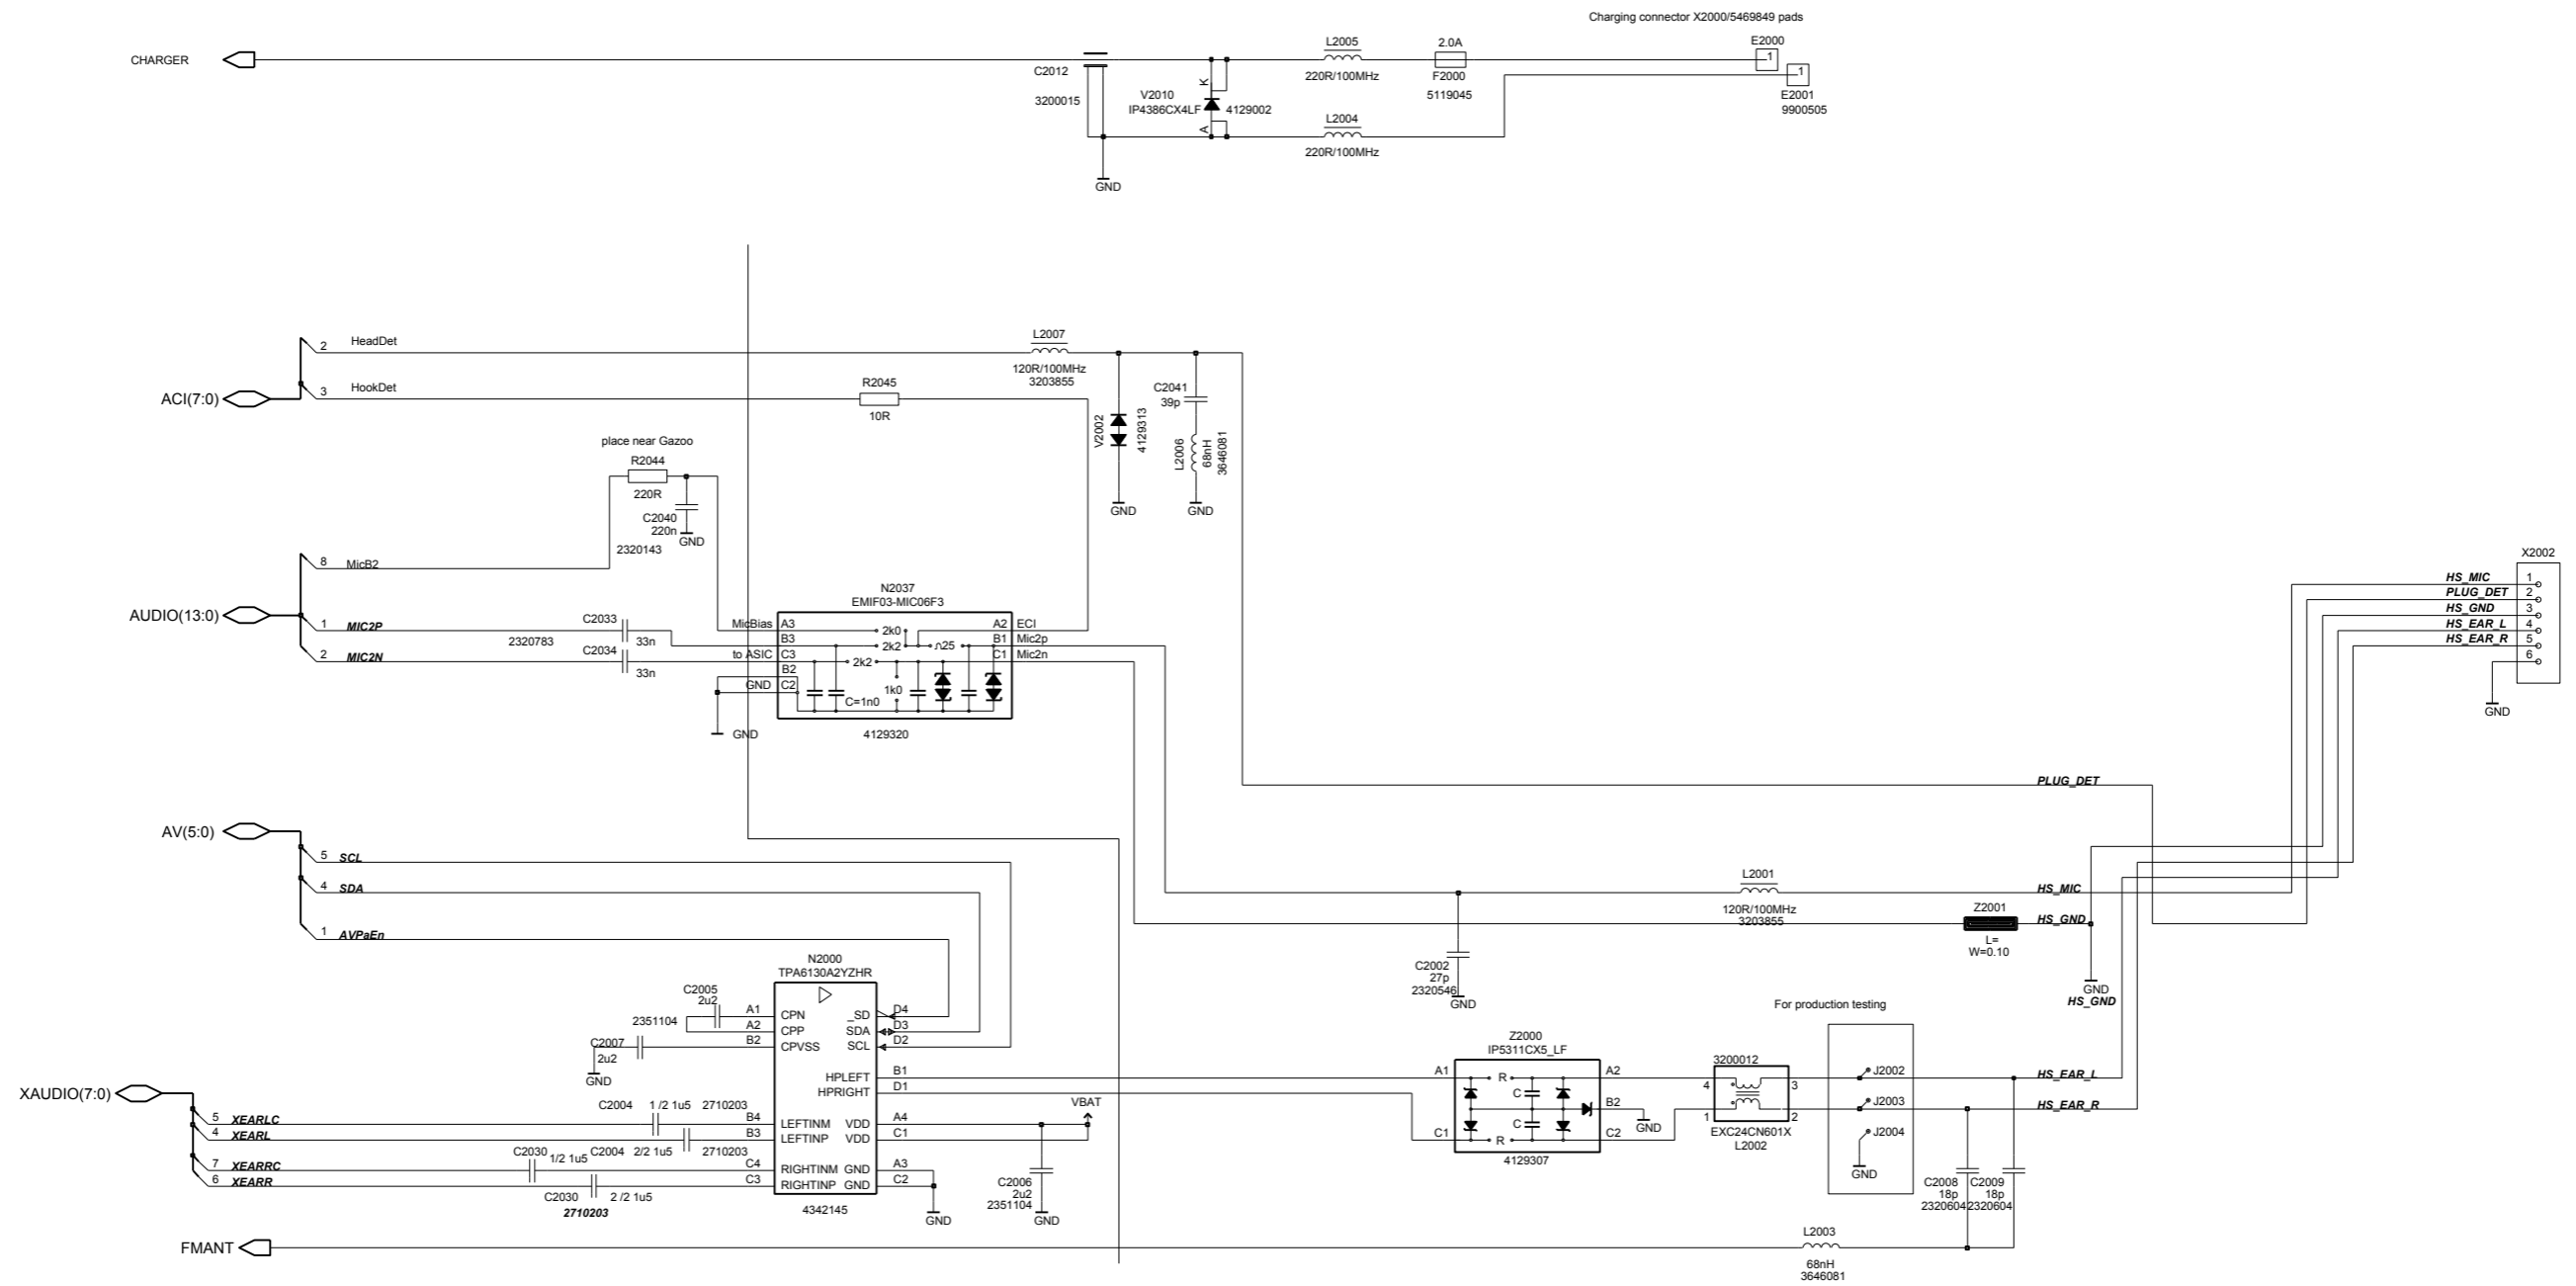 Charging connector X2000/5469849 pads
CHARGER
C2012
3200015
K
V2010
IP4386CX4LF
4129002
A
L2005
220R/100MHz
2.0A
F2000
5119045
E2000
1
1
E2001
9900505
L2004
220R/100MHz
GND
ACI(7:0)
2 HeadDet
3 HookDet
L2007
120R/100MHz
3203855
R2045
10R
V2002
4129313
GND
C2041
39p
L2006
68nH
3646081
GND
place near Gazoo
R2044
220R
C2040
220n
GND
2320143
AUDIO(13:0)
8 MicB2
1 MIC2P
2 MIC2N
2320783
C2033
33n
C2034
33n
N2037
EMIF03-MIC06F3
MicBias A3
B3
to ASIC C3
B2
GND C2
2k0
2k2
25
2k2
1k0
C=1n0
A2 ECI
B1 Mic2p
C1 Mic2n
GND
4129320
X2002
HS_MIC 1
PLUG_DET 2
HS_GND 3
HS_EAR_L 4
HS_EAR_R 5
6
GND
PLUG_DET
AV(5:0)
5 SCL
4 SDA
1 AVPaEn
L2001
120R/100MHz
3203855
HS_MIC
Z2001
L=
W=0.10
HS_GND
GND
HS_GND
C2002
27p
2320546
GND
N2000
TPA6130A2YZHR
C2005
2u2
2351104
C2007
2u2
GND
A1 CPN
A2 CPP
B2 CPVSS
_SD D4
SDA D3
SCL D2
HPLEFT B1
HPRIGHT D1
B4 LEFTINM
B3 LEFTINP
VDD A4
VDD C1
C4 RIGHTINM
C3 RIGHTINP
GND A3
GND C2
4342145
GND
VBAT
C2006
2u2
2351104
GND
XAUDIO(7:0)
5 XEARLC
4 XEARL
7 XEARRC
6 XEARR
C2004 1 /2 1u5 2710203
C2004 2/2 1u5 2710203
C2030
1/2 1u5
C2030 2 /2 1u5
2710203
Z2000
IP5311CX5_LF
A1
R
C
A2
B2
GND
C
C1
R
C2
4129307
3200012
4
3
1
2
EXC24CN601X
L2002
For production testing
J2002
J2003
J2004
GND
HS_EAR_L
HS_EAR_R
C2008
18p
2320604
C2009
18p
2320604
FMANT
L2003
68nH
3646081